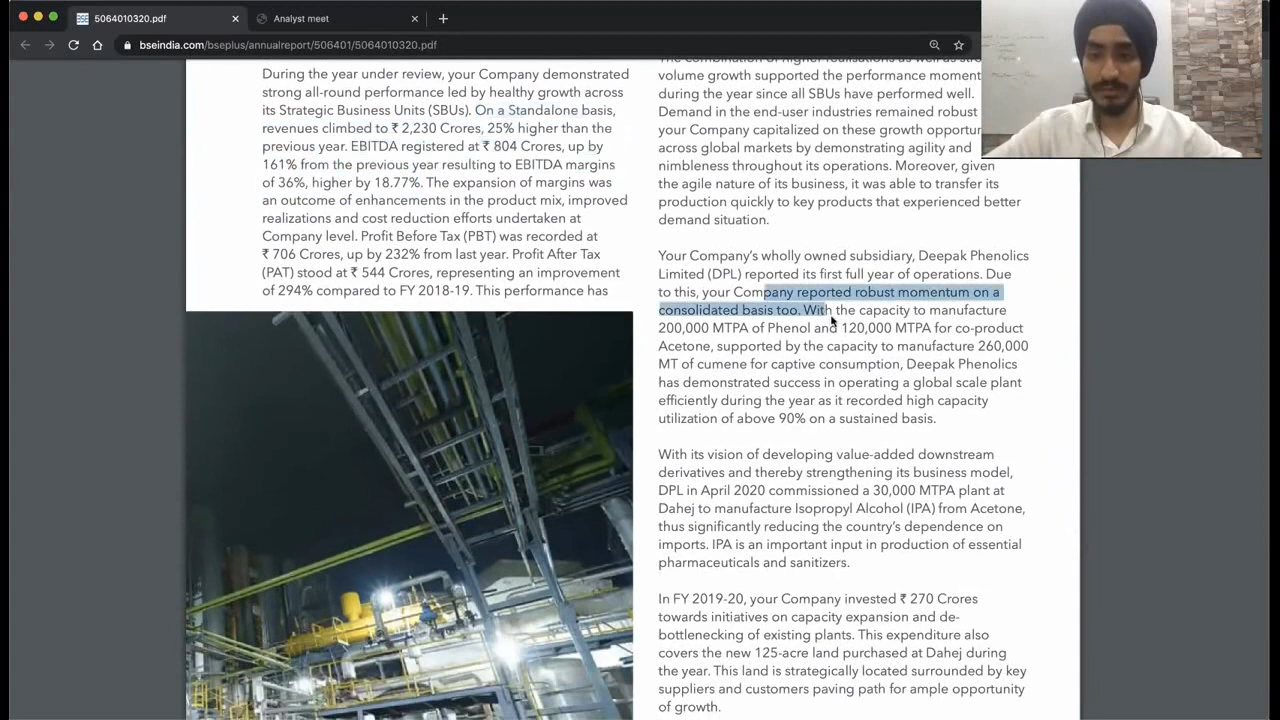 5064010320.pdf
Analyst meet
bseindia.com/bseplus/annualreport/506401/5064010320.pdf
During the year under review, your Company demonstrated
strong all-round performance led by healthy growth across
its Strategic Business Units (SBUs). On a Standalone basis,
revenues climbed to ₹ 2,230 Crores, 25% higher than the
previous year. EBITDA registered at ₹ 804 Crores, up by
161% from the previous year resulting to EBITDA margins
of 36%, higher by 18.77%. The expansion of margins was
an outcome of enhancements in the product mix, improved
realizations and cost reduction efforts undertaken at
Company level. Profit Before Tax (PBT) was recorded at
₹ 706 Crores, up by 232% from last year. Profit After Tax
(PAT) stood at ₹ 544 Crores, representing an improvement
of 294% compared to FY 2018-19. This performance has
The combination of higher realisations as well as
volume growth supported the performance moment
during the year since all SBUs have performed well.
Demand in the end-user industries remained robust
your Company capitalized on these growth opportun
across global markets by demonstrating agility and
nimbleness throughout its operations. Moreover, given
the agile nature of its business, it was able to transfer its
production quickly to key products that experienced better
demand situation.
Your Company's wholly owned subsidiary, Deepak Phenolics
Limited (DPL) reported its first full year of operations. Due
to this, your Company reported robust momentum on a
consolidated basis too. With the capacity to manufacture
200,000 MTPA of Phenol and 120,000 MTPA for co-product
Acetone, supported by the capacity to manufacture 260,000
MT of cumene for captive consumption, Deepak Phenolics
has demonstrated success in operating a global scale plant
efficiently during the year as it recorded high capacity
utilization of above 90% on a sustained basis.
With its vision of developing value-added downstream
derivatives and thereby strengthening its business model,
DPL in April 2020 commissioned a 30,000 MTPA plant at
Dahej to manufacture Isopropyl Alcohol (IPA) from Acetone,
thus significantly reducing the country's dependence on
imports. IPA is an important input in production of essential
pharmaceuticals and sanitizers.
In FY 2019-20, your Company invested ₹ 270 Crores
towards initiatives on capacity expansion and de-
bottlenecking of existing plants. This expenditure also
covers the new 125-acre land purchased at Dahej during
the year. This land is strategically located surrounded by key
suppliers and customers paving path for ample opportunity
of growth.